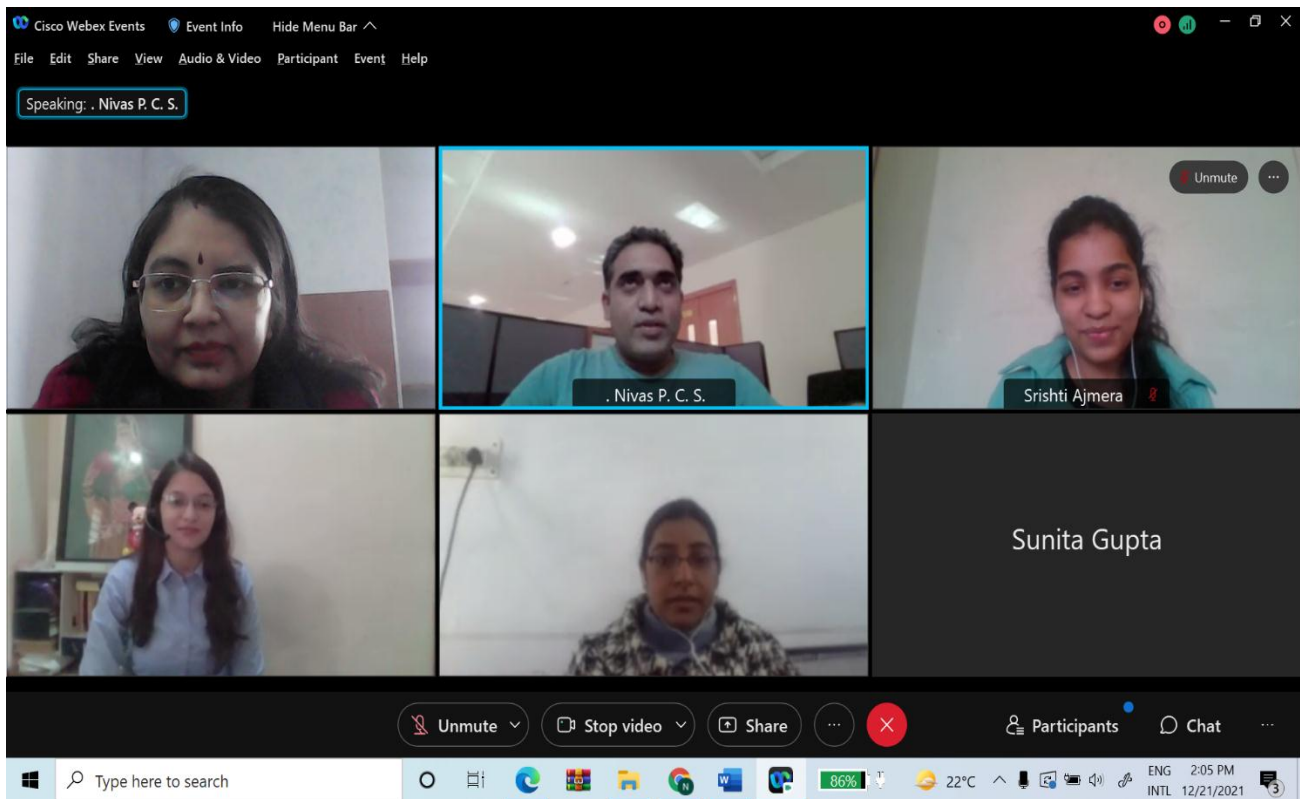 Cisco Webex Events Event Info Hide Menu Bar
File Edit Share View Audio & Video Participant Event Help
Speaking: . Nivas P. C. S.
Unmute ...
. Nivas P. C. S.
Srishti Ajmera
Sunita Gupta
Unmute Stop video Share ... Participants Chat ...
Type here to search
86%
22°C
ENG
INTL
2:05 PM
12/21/2021
3